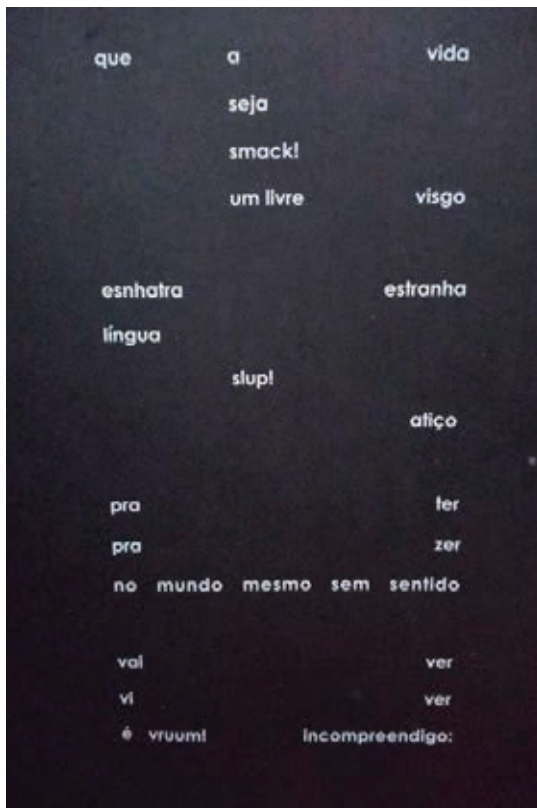 que a vida
seja
smack!
um livre visgo
esnhatra estranha
língua
slup!
atiço
pra ter
pra zer
no mundo mesmo sem sentido
vai ver
vi ver
é vruum! incompreendigo: